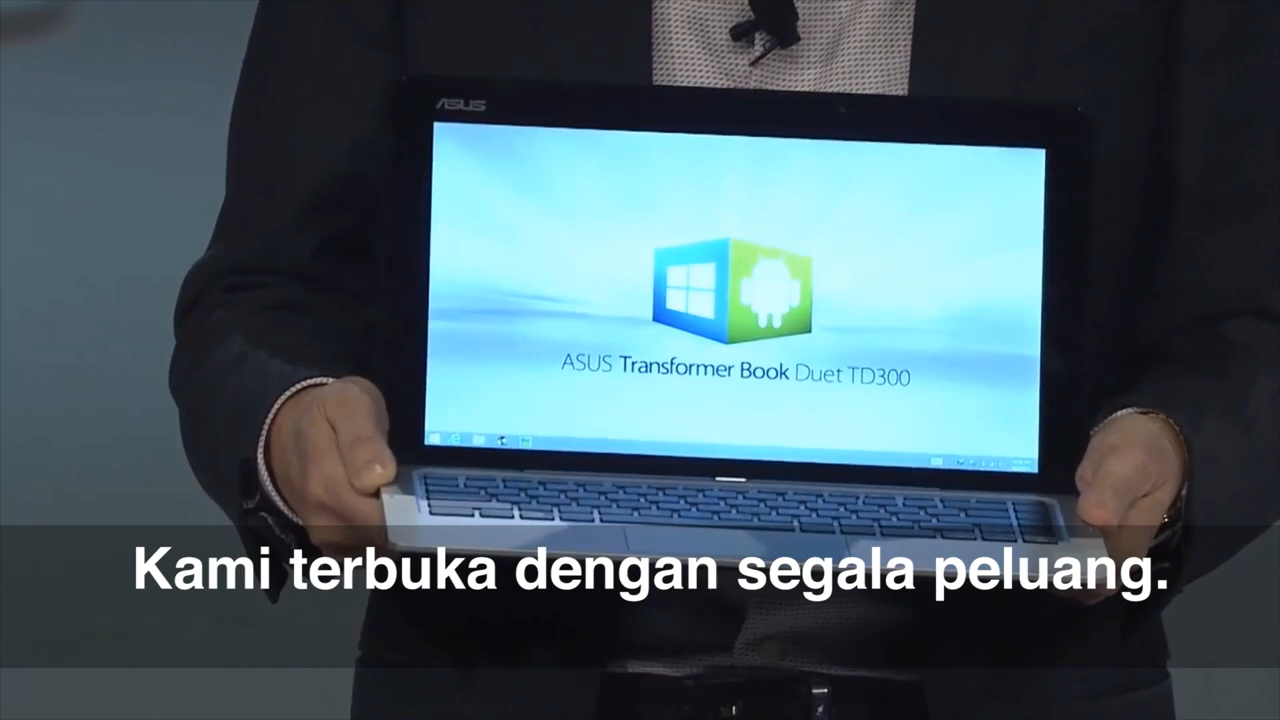 ASUS
ASUS Transformer Book Duet TD300
Kami terbuka dengan segala peluang.